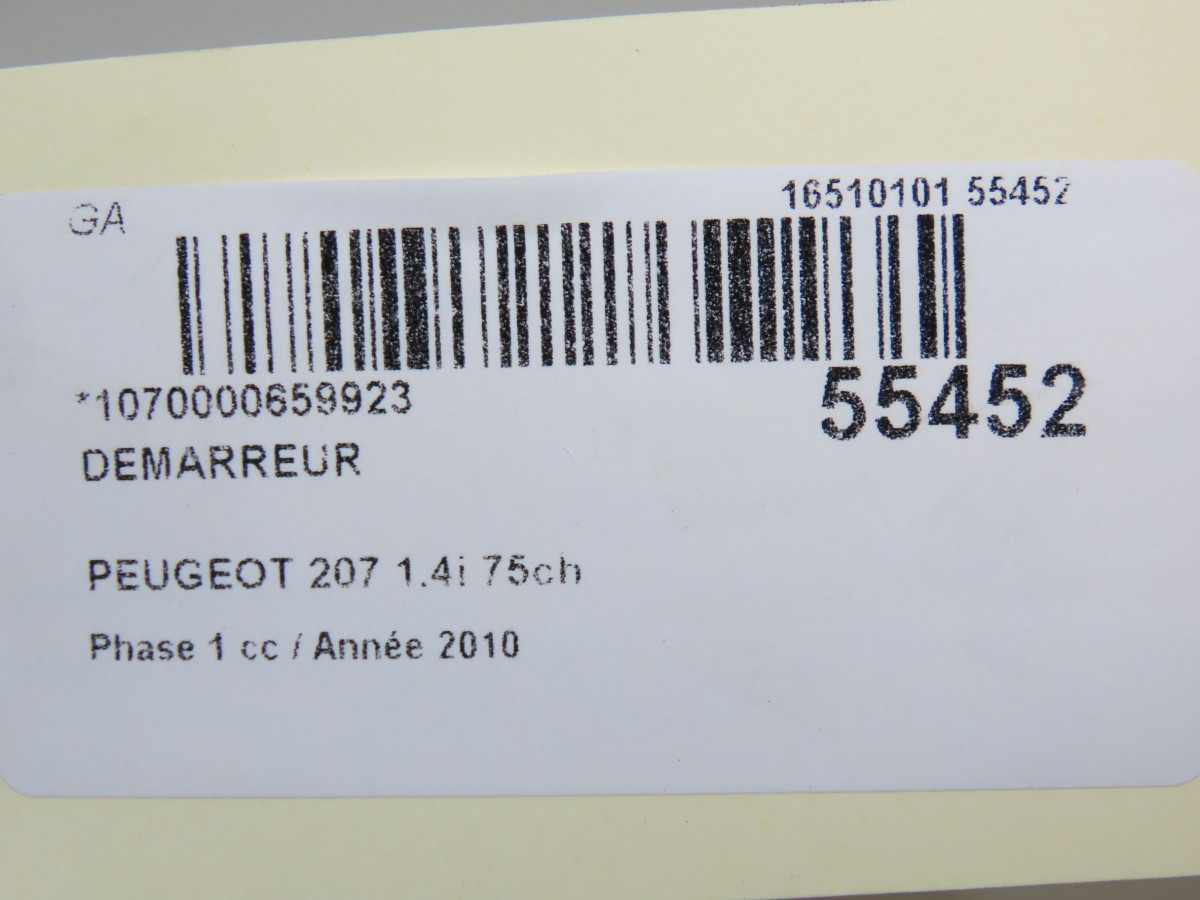 GA
16510101 55452
*1070000659923
55452
DEMARREUR
PEUGEOT 207 1.4i 75ch
Phase 1 cc / Année 2010